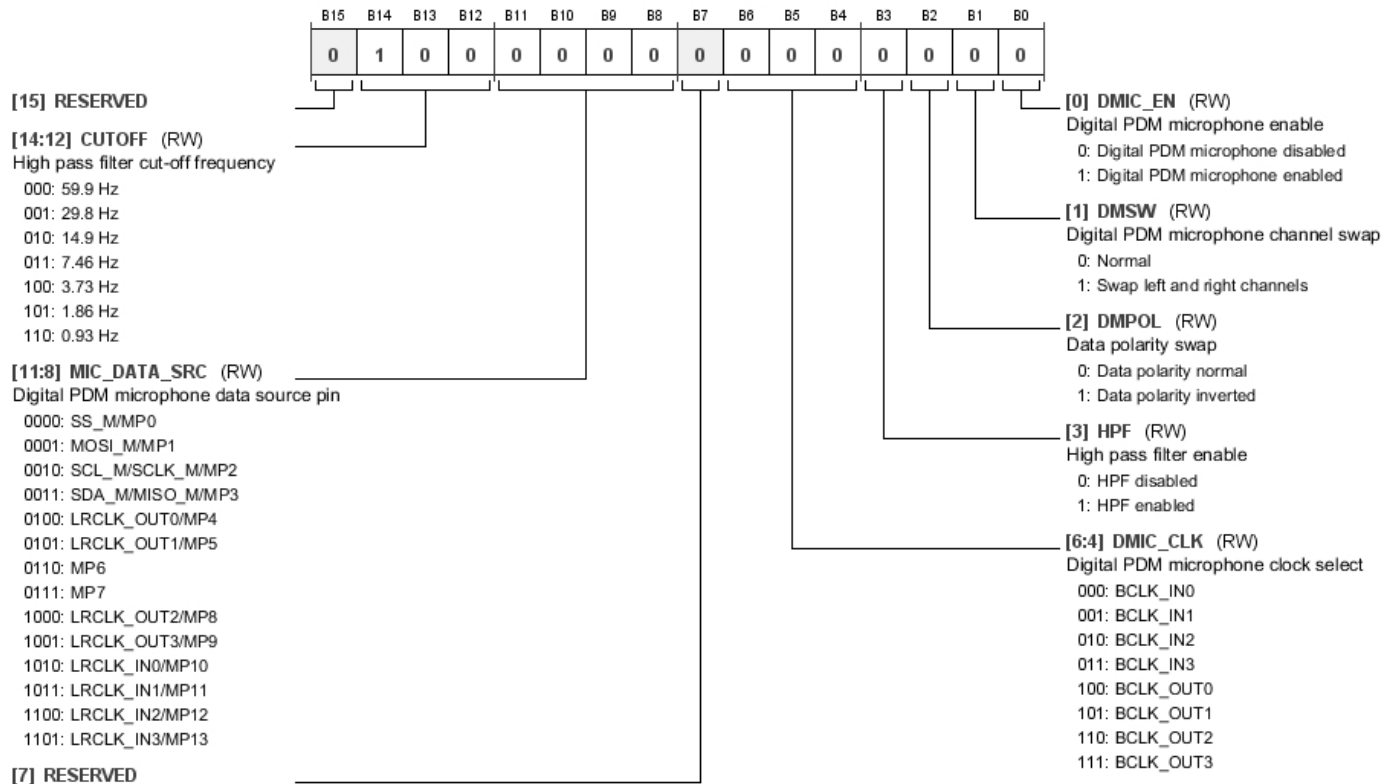 B15 B14 B13 B12 B11 B10 B9 B8 B7 B6 B5 B4 B3 B2 B1 B0
0 1 0 0 0 0 0 0 0 0 0 0 0 0 0 0
[15] RESERVED
[14:12] CUTOFF (RW)
High pass filter cut-off frequency
000: 59.9 Hz
001: 29.8 Hz
010: 14.9 Hz
011: 7.46 Hz
100: 3.73 Hz
101: 1.86 Hz
110: 0.93 Hz
[11:8] MIC_DATA_SRC (RW)
Digital PDM microphone data source pin
0000: SS_M/MP0
0001: MOSI_M/MP1
0010: SCL_M/SCLK_M/MP2
0011: SDA_M/MISO_M/MP3
0100: LRCLK_OUT0/MP4
0101: LRCLK_OUT1/MP5
0110: MP6
0111: MP7
1000: LRCLK_OUT2/MP8
1001: LRCLK_OUT3/MP9
1010: LRCLK_IN0/MP10
1011: LRCLK_IN1/MP11
1100: LRCLK_IN2/MP12
1101: LRCLK_IN3/MP13
[7] RESERVED
[0] DMIC_EN (RW)
Digital PDM microphone enable
0: Digital PDM microphone disabled
1: Digital PDM microphone enabled
[1] DMSW (RW)
Digital PDM microphone channel swap
0: Normal
1: Swap left and right channels
[2] DMPOL (RW)
Data polarity swap
0: Data polarity normal
1: Data polarity inverted
[3] HPF (RW)
High pass filter enable
0: HPF disabled
1: HPF enabled
[6:4] DMIC_CLK (RW)
Digital PDM microphone clock select
000: BCLK_IN0
001: BCLK_IN1
010: BCLK_IN2
011: BCLK_IN3
100: BCLK_OUT0
101: BCLK_OUT1
110: BCLK_OUT2
111: BCLK_OUT3